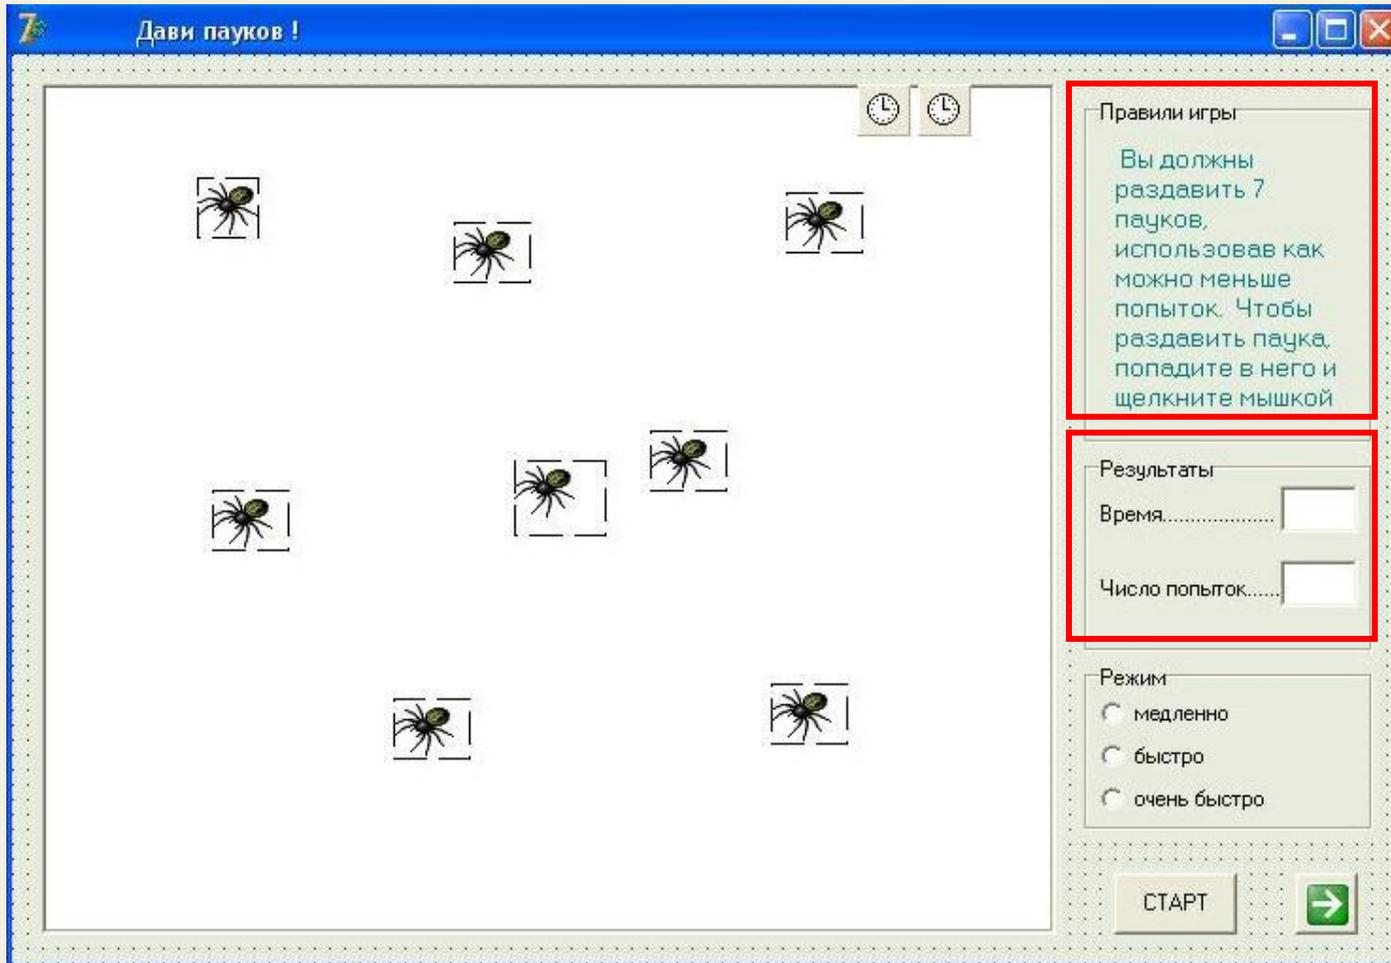 Дави пауков !
Правили игры
Вы должны
раздавить 7
пауков,
использовав как
можно меньше
попыток. Чтобы
раздавить паука,
попадите в него и
щелкните мышкой
Результаты
Время...................
Число попыток......
Режим
медленно
быстро
очень быстро
СТАРТ